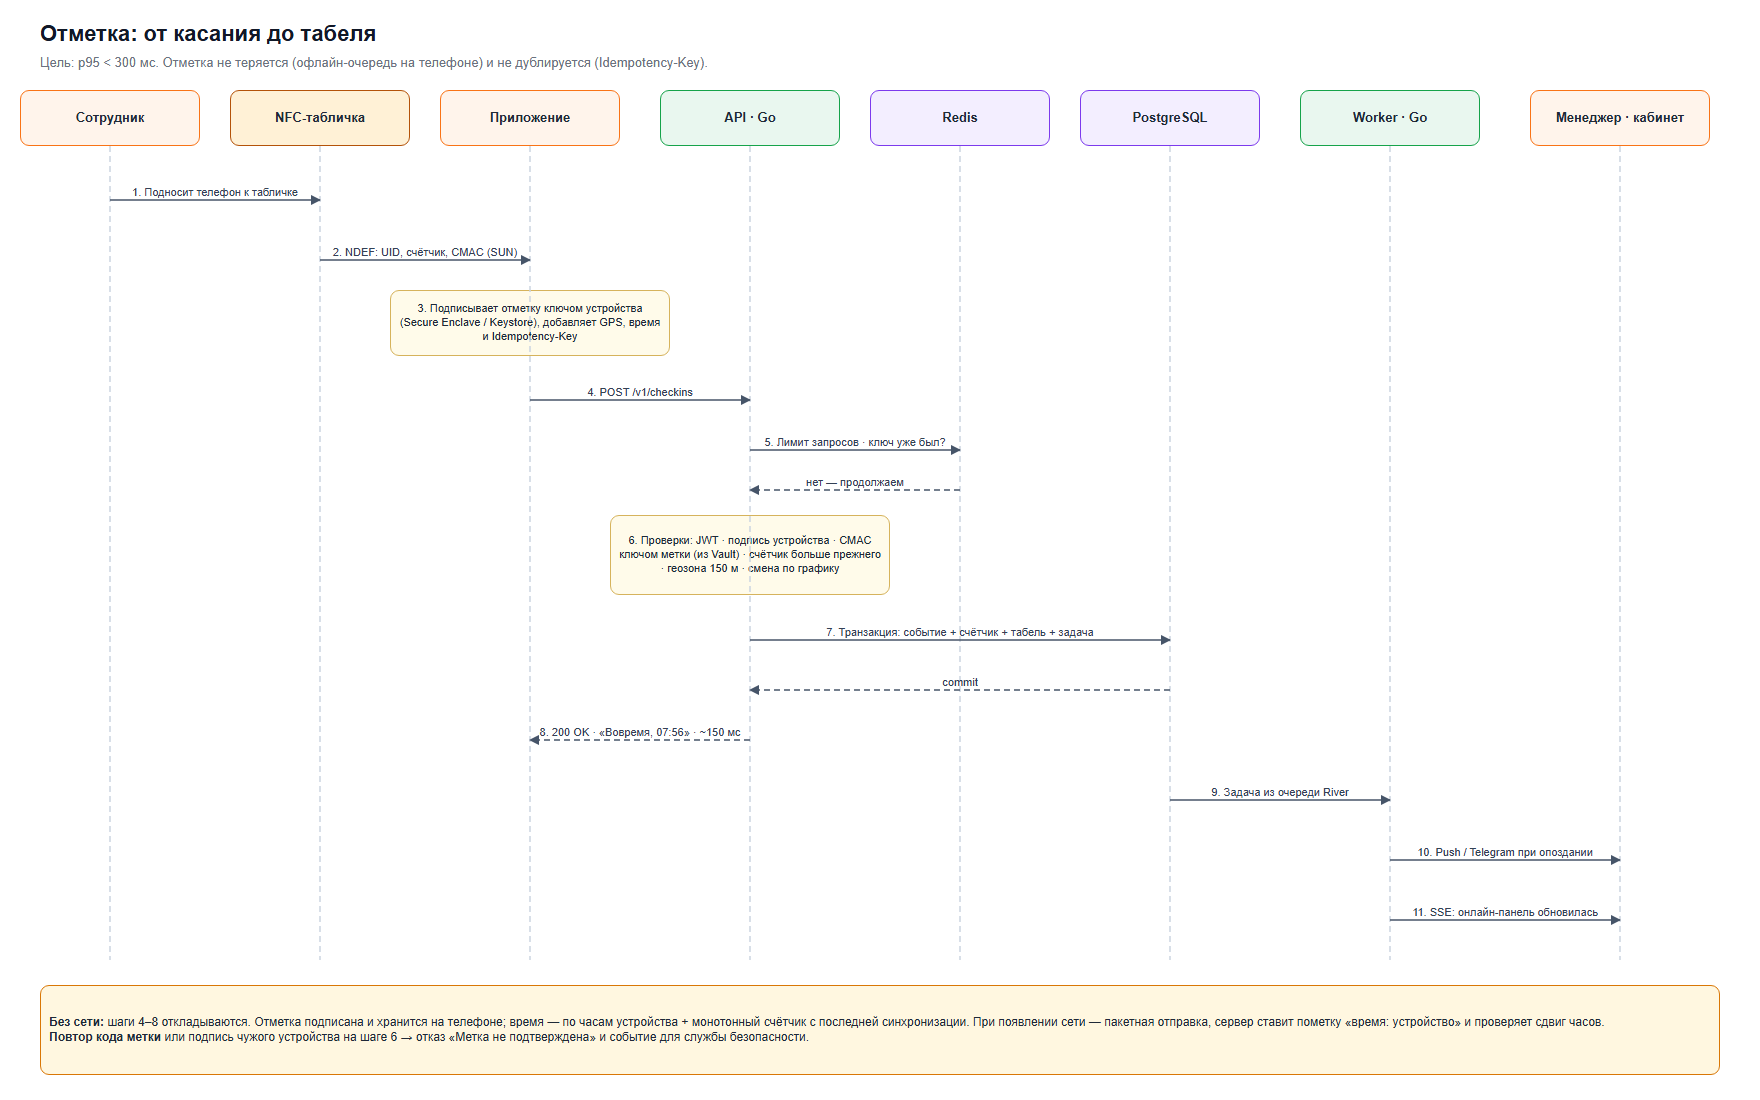 Отметка: от касания до табеля
Цель: p95 < 300 мс. Отметка не теряется (офлайн-очередь на телефоне) и не дублируется (Idempotency-Key).
Сотрудник
NFC-табличка
Приложение
API · Go
Redis
PostgreSQL
Worker · Go
Менеджер · кабинет
1. Подносит телефон к табличке
2. NDEF: UID, счётчик, CMAC (SUN)
3. Подписывает отметку ключом устройства
(Secure Enclave / Keystore), добавляет GPS, время
и Idempotency-Key
4. POST /v1/checkins
5. Лимит запросов · ключ уже был?
нет — продолжаем
6. Проверки: JWT · подпись устройства · CMAC
ключом метки (из Vault) · счётчик больше прежнего
· геозона 150 м · смена по графику
7. Транзакция: событие + счётчик + табель + задача
commit
8. 200 OK · «Вовремя, 07:56» · ~150 мс
9. Задача из очереди River
10. Push / Telegram при опоздании
11. SSE: онлайн-панель обновилась
Без сети: шаги 4–8 откладываются. Отметка подписана и хранится на телефоне; время — по часам устройства + монотонный счётчик с последней синхронизации. При появлении сети — пакетная отправка, сервер ставит пометку «время: устройство» и проверяет сдвиг часов.
Повтор кода метки или подпись чужого устройства на шаге 6 → отказ «Метка не подтверждена» и событие для службы безопасности.